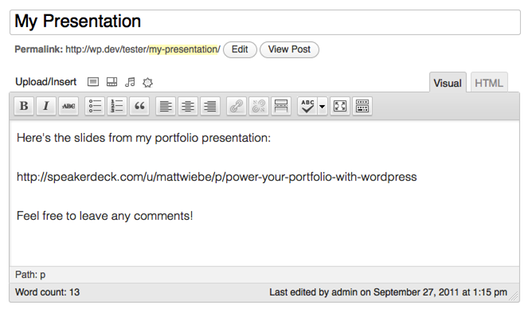 My Presentation
Permalink: http://wp.dev/tester/my-presentation/ Edit View Post
Upload/Insert Visual HTML
B I ABC ABC
Here's the slides from my portfolio presentation:
http://speakerdeck.com/u/mattwiebe/p/power-your-portfolio-with-wordpress
Feel free to leave any comments!
Path: p
Word count: 13 Last edited by admin on September 27, 2011 at 1:15 pm